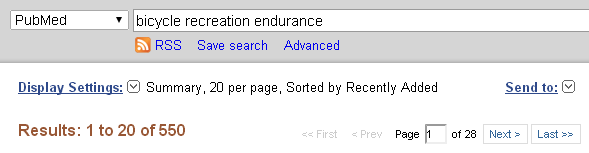 PubMed bicycle recreation endurance
RSS Save search Advanced
Display Settings: Summary, 20 per page, Sorted by Recently Added Send to:
Results: 1 to 20 of 550 << First < Prev Page 1 of 28 Next > Last >>